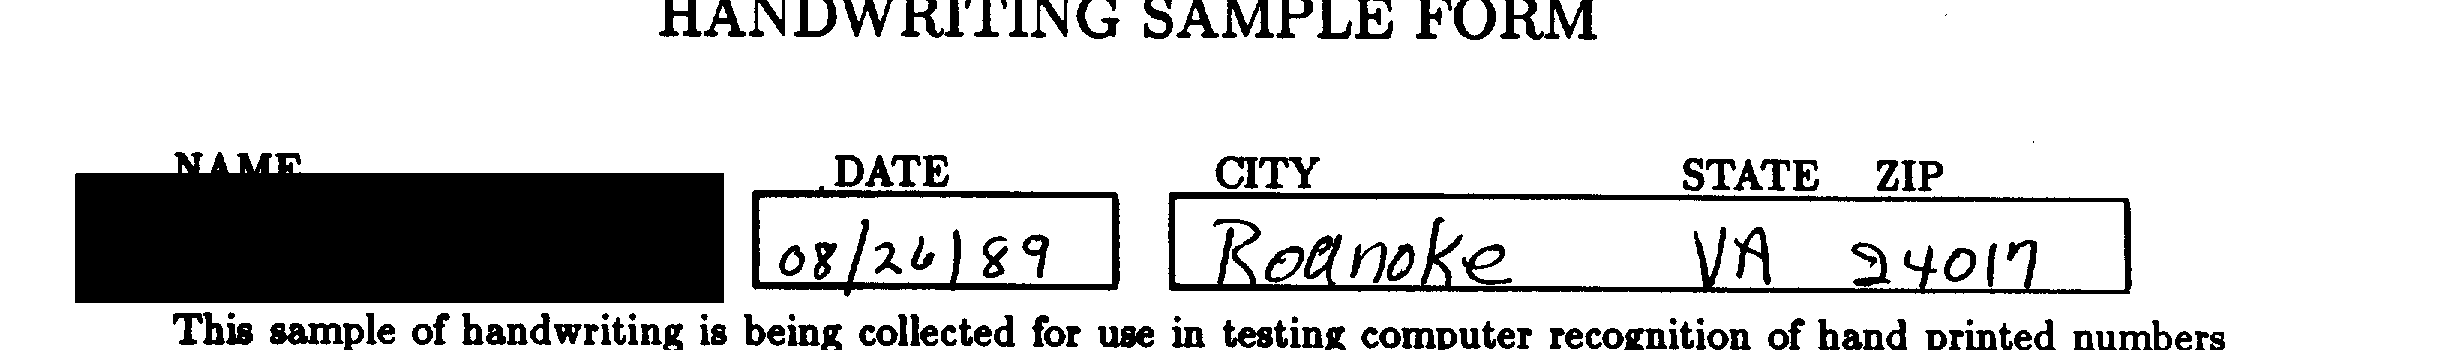 HANDWRITING SAMPLE FORM
NAME DATE CITY STATE ZIP
08/26/89 Roanoke VA 24017
This sample of handwriting is being collected for use in testing computer recognition of hand printed numbers